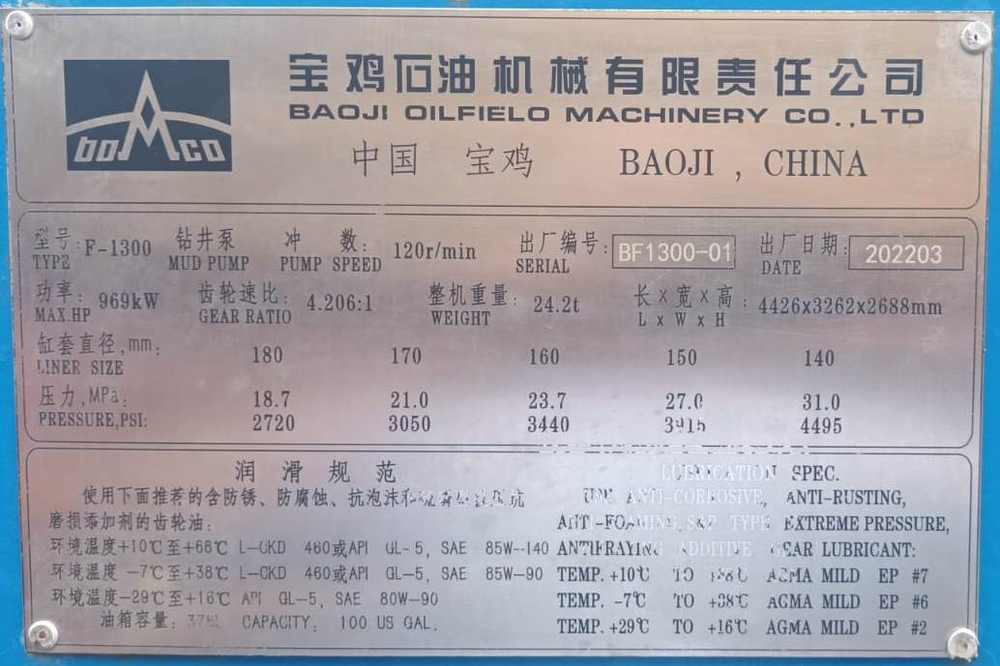 宝鸡石油机械有限责任公司
BAOJI OILFIELO MACHINERY CO.,LTD
bomco
中国 宝鸡 BAOJI , CHINA
型号: F-1300 钻井泵 冲 数: 120r/min 出厂编号: BF1300-01 出厂日期: 202203
TYPE MUD PUMP PUMP SPEED SERIAL DATE
功率: 969kW 齿轮速比: 4.206:1 整机重量: 24.2t 长×宽×高: 4426x3262x2688mm
MAX.HP GEAR RATIO WEIGHT L x W x H
缸套直径,mm: 180 170 160 150 140
LINER SIZE
压力,MPa: 18.7 21.0 23.7 27.0 31.0
PRESSURE,PSI: 2720 3050 3440 3915 4495
润 滑 规 范
使用下面推荐的含防锈、防腐蚀、抗泡沫和
磨损添加剂的齿轮油:
环境温度+10℃至+68℃ L-CKD 460或API GL-5, SAE 85W-140
环境温度 -7℃至+38℃ L-CKD 460或API GL-5, SAE 85W-90
环境温度-29℃至+16℃ API GL-5, SAE 80W-90
油箱容量: CAPACITY: 100 US GAL.
LUBRICATION SPEC.
ANTI-CORROSIVE, ANTI-RUSTING,
TYPE EXTREME PRESSURE,
ADDITIVE GEAR LUBRICANT:
TEMP. +10℃ TO AGMA MILD EP #7
TEMP. -7℃ TO +38℃ AGMA MILD EP #6
TEMP. +29℃ TO +16℃ AGMA MILD EP #2